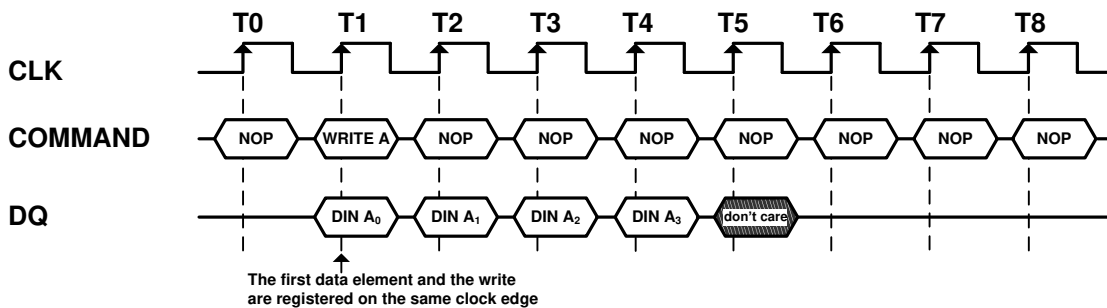 T0 T1 T2 T3 T4 T5 T6 T7 T8
CLK
COMMAND NOP WRITE A NOP NOP NOP NOP NOP NOP NOP
DQ DIN A₀ DIN A₁ DIN A₂ DIN A₃ don't care
The first data element and the write
are registered on the same clock edge